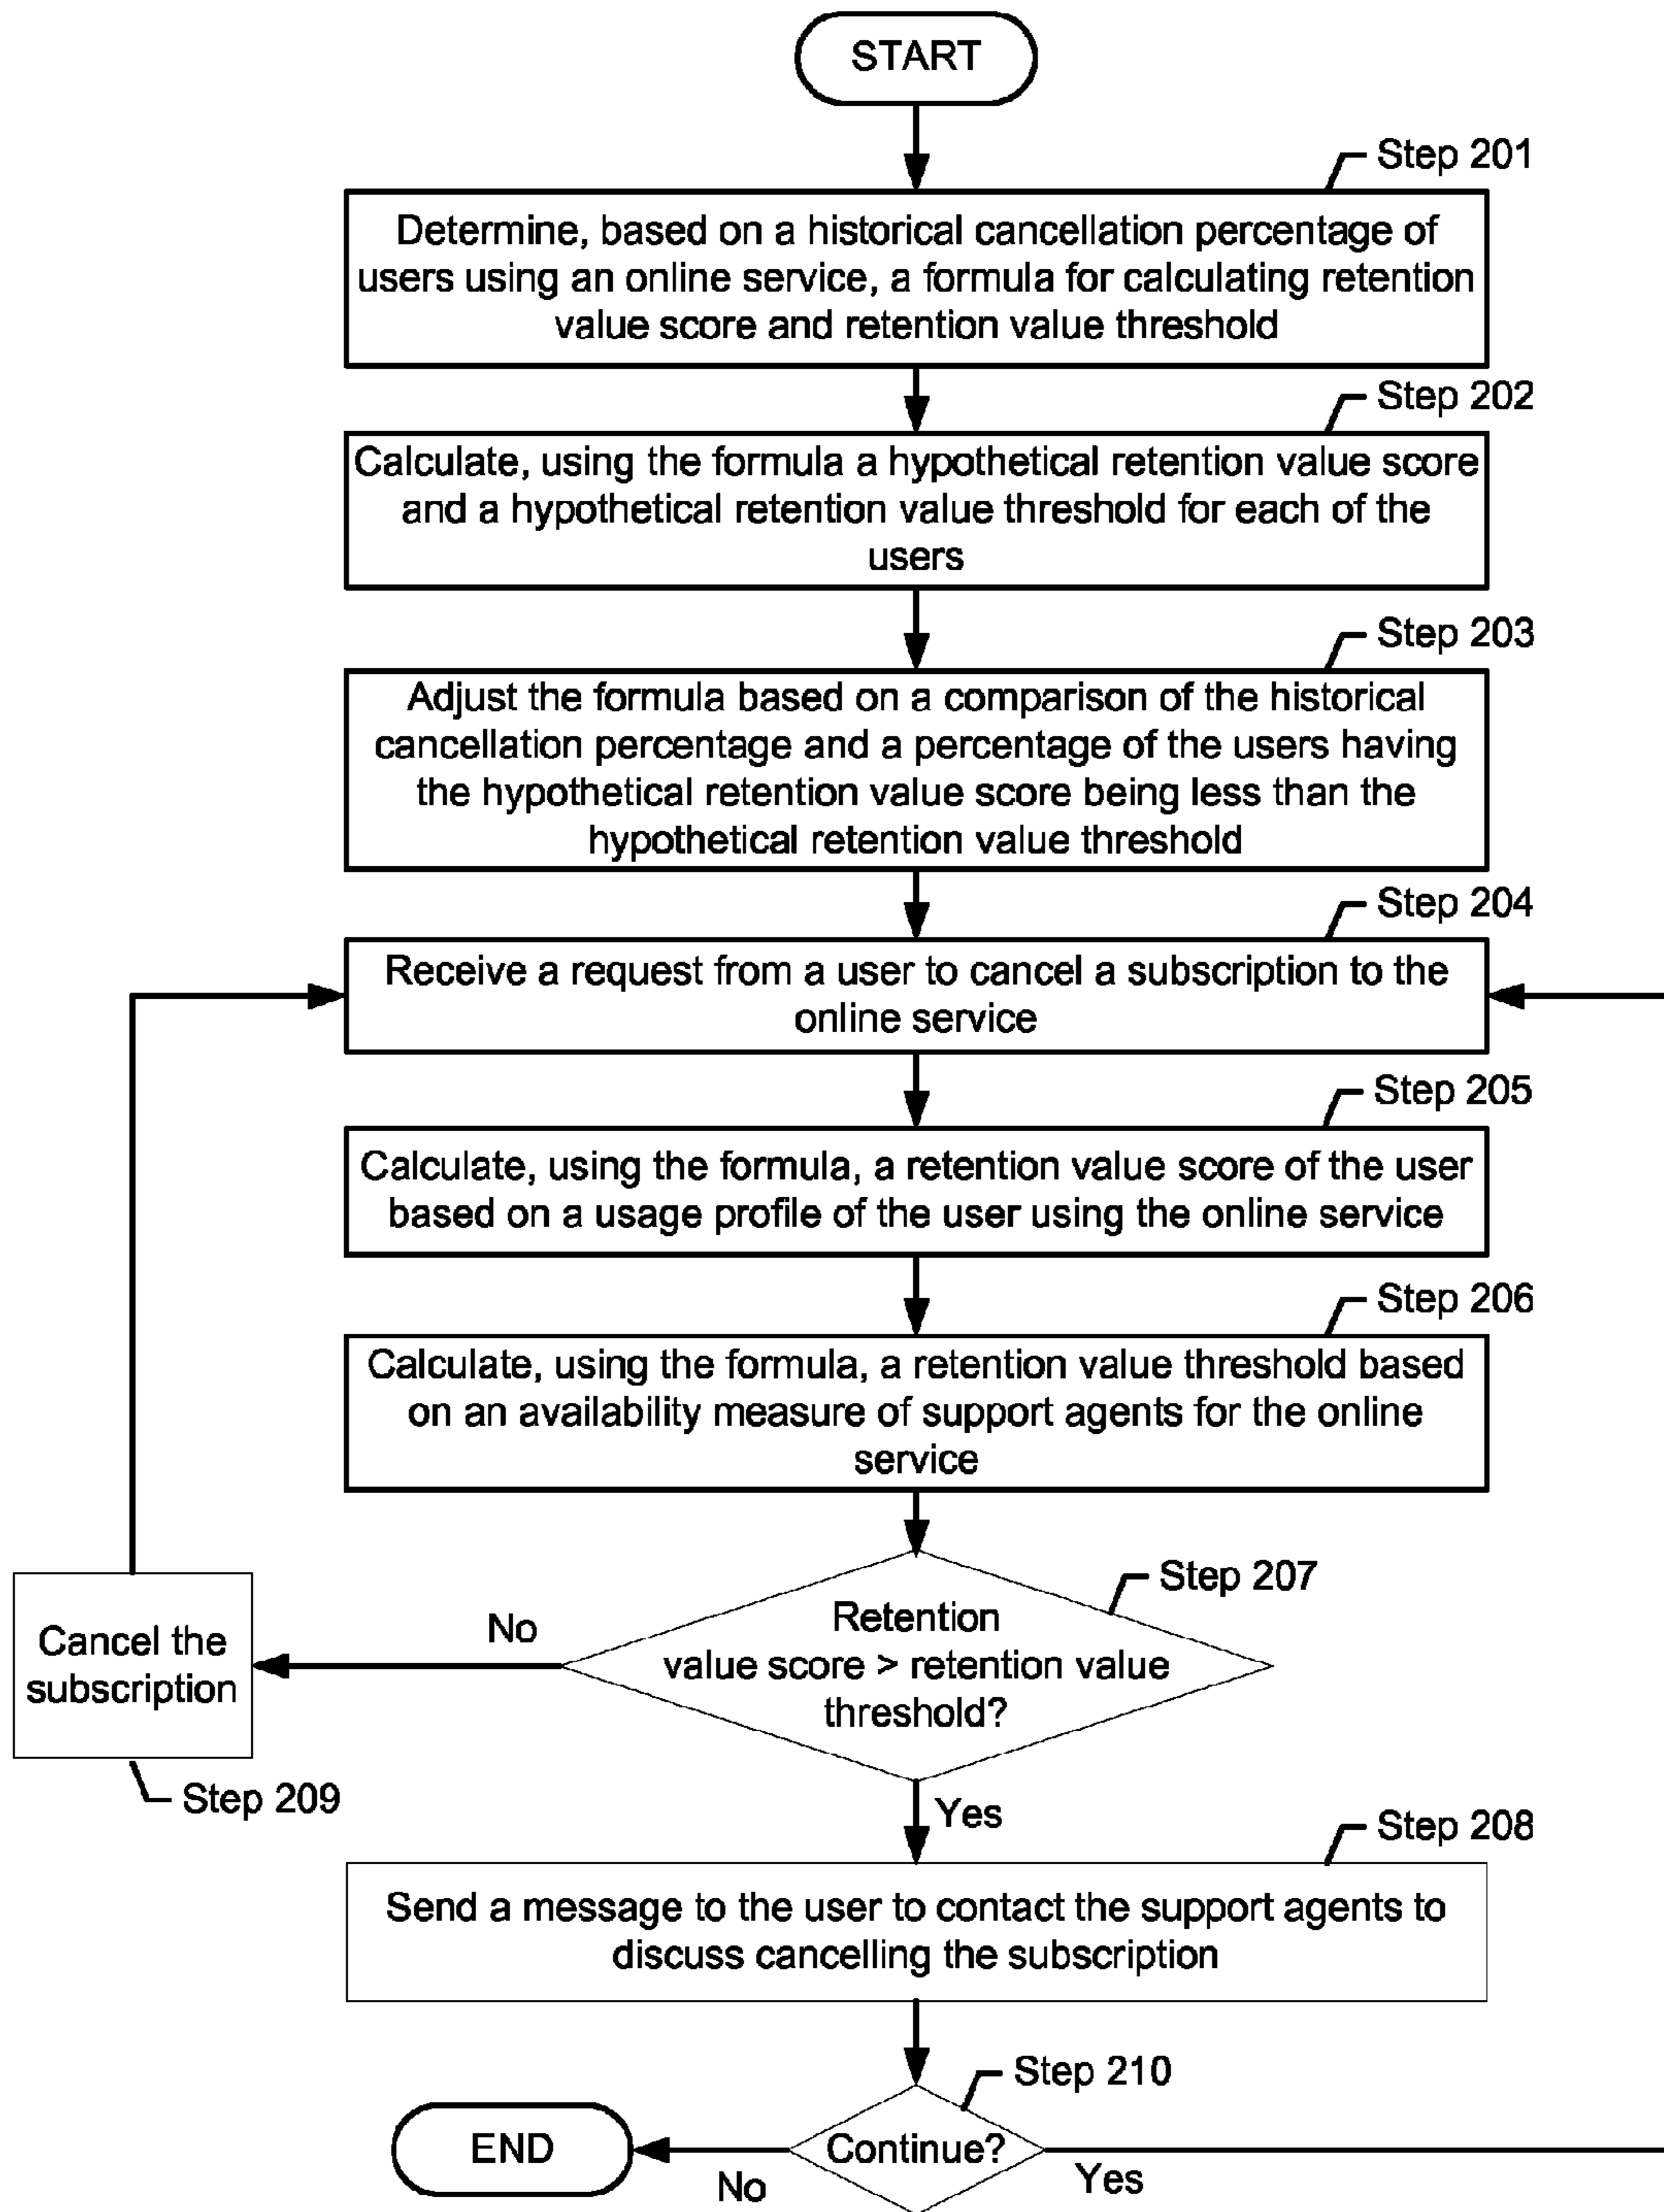 START
Step 201
Determine, based on a historical cancellation percentage of
users using an online service, a formula for calculating retention
value score and retention value threshold
Step 202
Calculate, using the formula a hypothetical retention value score
and a hypothetical retention value threshold for each of the
users
Step 203
Adjust the formula based on a comparison of the historical
cancellation percentage and a percentage of the users having
the hypothetical retention value score being less than the
hypothetical retention value threshold
Step 204
Receive a request from a user to cancel a subscription to the
online service
Step 205
Calculate, using the formula, a retention value score of the user
based on a usage profile of the user using the online service
Step 206
Calculate, using the formula, a retention value threshold based
on an availability measure of support agents for the online
service
Step 207
Retention
value score > retention value
threshold?
No
Cancel the
subscription
Step 209
Yes
Step 208
Send a message to the user to contact the support agents to
discuss cancelling the subscription
Step 210
Continue?
No
END
Yes